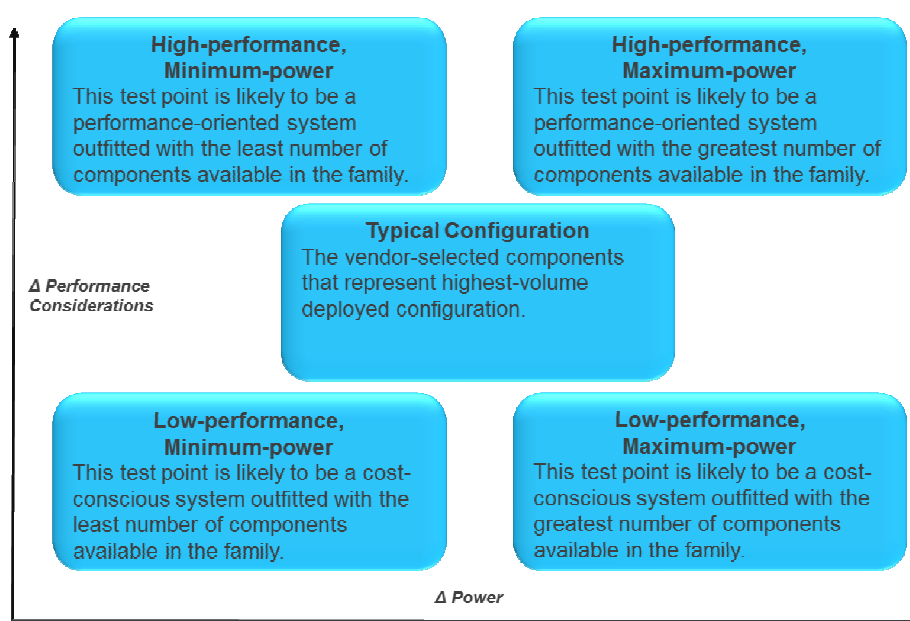 High-performance,
Minimum-power
This test point is likely to be a
performance-oriented system
outfitted with the least number of
components available in the family.
High-performance,
Maximum-power
This test point is likely to be a
performance-oriented system
outfitted with the greatest number of
components available in the family.
Typical Configuration
The vendor-selected components
that represent highest-volume
deployed configuration.
Δ Performance
Considerations
Low-performance,
Minimum-power
This test point is likely to be a cost-
conscious system outfitted with the
least number of components
available in the family.
Low-performance,
Maximum-power
This test point is likely to be a cost-
conscious system outfitted with the
greatest number of components
available in the family.
Δ Power